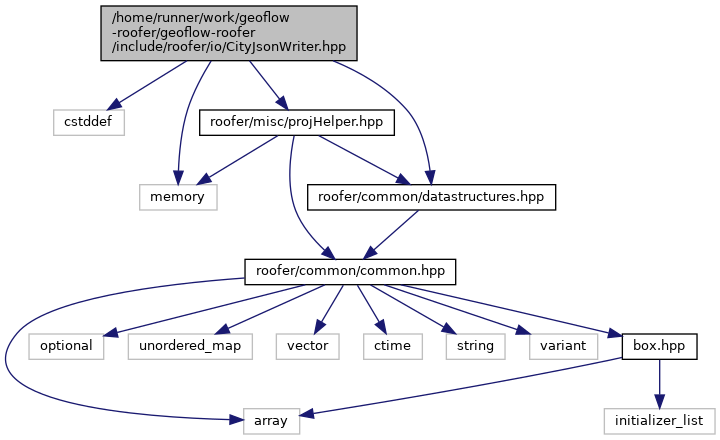 /home/runner/work/geoflow
-roofer/geoflow-roofer
/include/roofer/io/CityJsonWriter.hpp
cstddef
roofer/misc/projHelper.hpp
memory
roofer/common/datastructures.hpp
roofer/common/common.hpp
optional
unordered_map
vector
ctime
string
variant
box.hpp
array
initializer_list